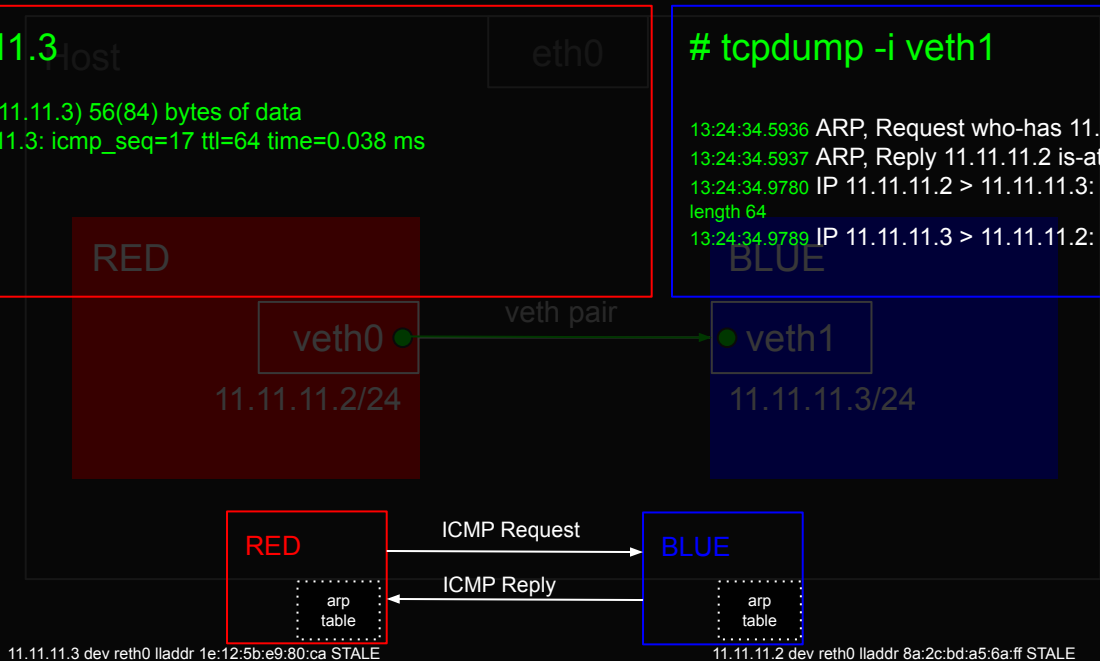 11.3
Host
eth0
# tcpdump -i veth1
11.11.3) 56(84) bytes of data
11.3: icmp_seq=17 ttl=64 time=0.038 ms
13:24:34.5936 ARP, Request who-has 11.
13:24:34.5937 ARP, Reply 11.11.11.2 is-at
13:24:34.9780 IP 11.11.11.2 > 11.11.11.3:
length 64
13:24:34.9789 IP 11.11.11.3 > 11.11.11.2:
RED
BLUE
veth pair
veth0
veth1
11.11.11.2/24
11.11.11.3/24
RED
ICMP Request
BLUE
ICMP Reply
arp
table
arp
table
11.11.11.3 dev reth0 lladdr 1e:12:5b:e9:80:ca STALE
11.11.11.2 dev reth0 lladdr 8a:2c:bd:a5:6a:ff STALE